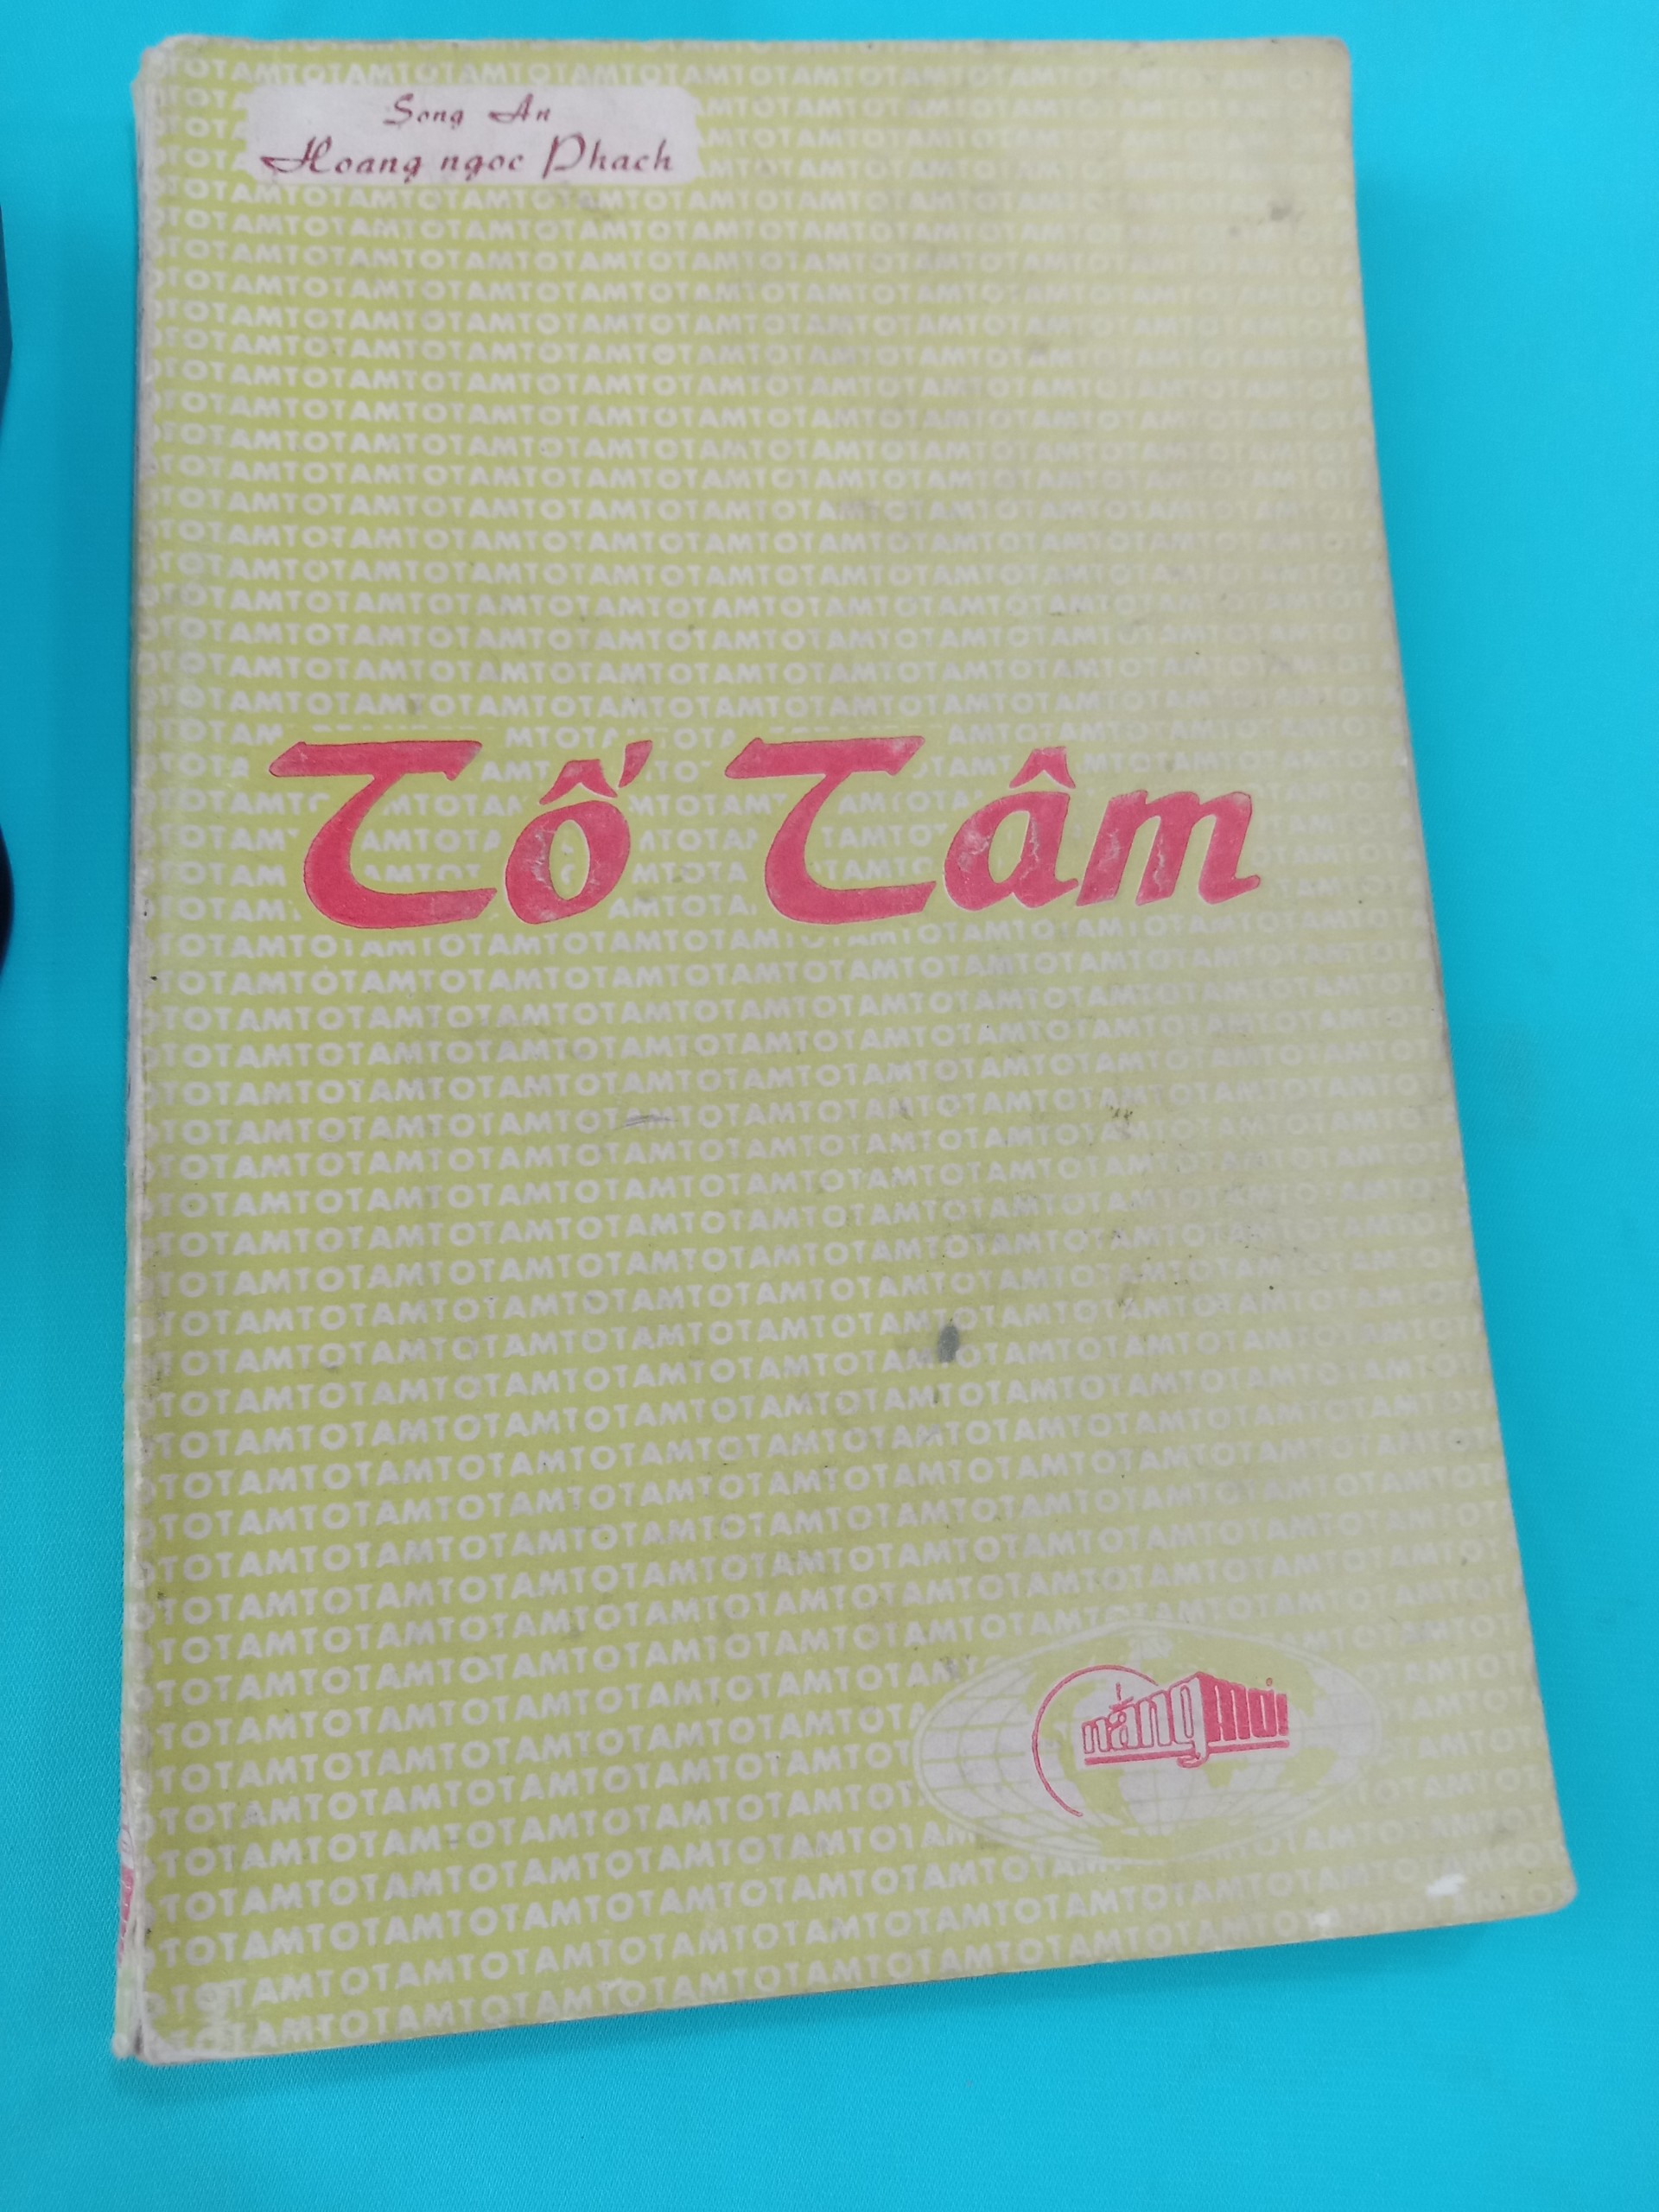 Song An
Hoang ngoc Phach
Tố Tâm
nắng mới